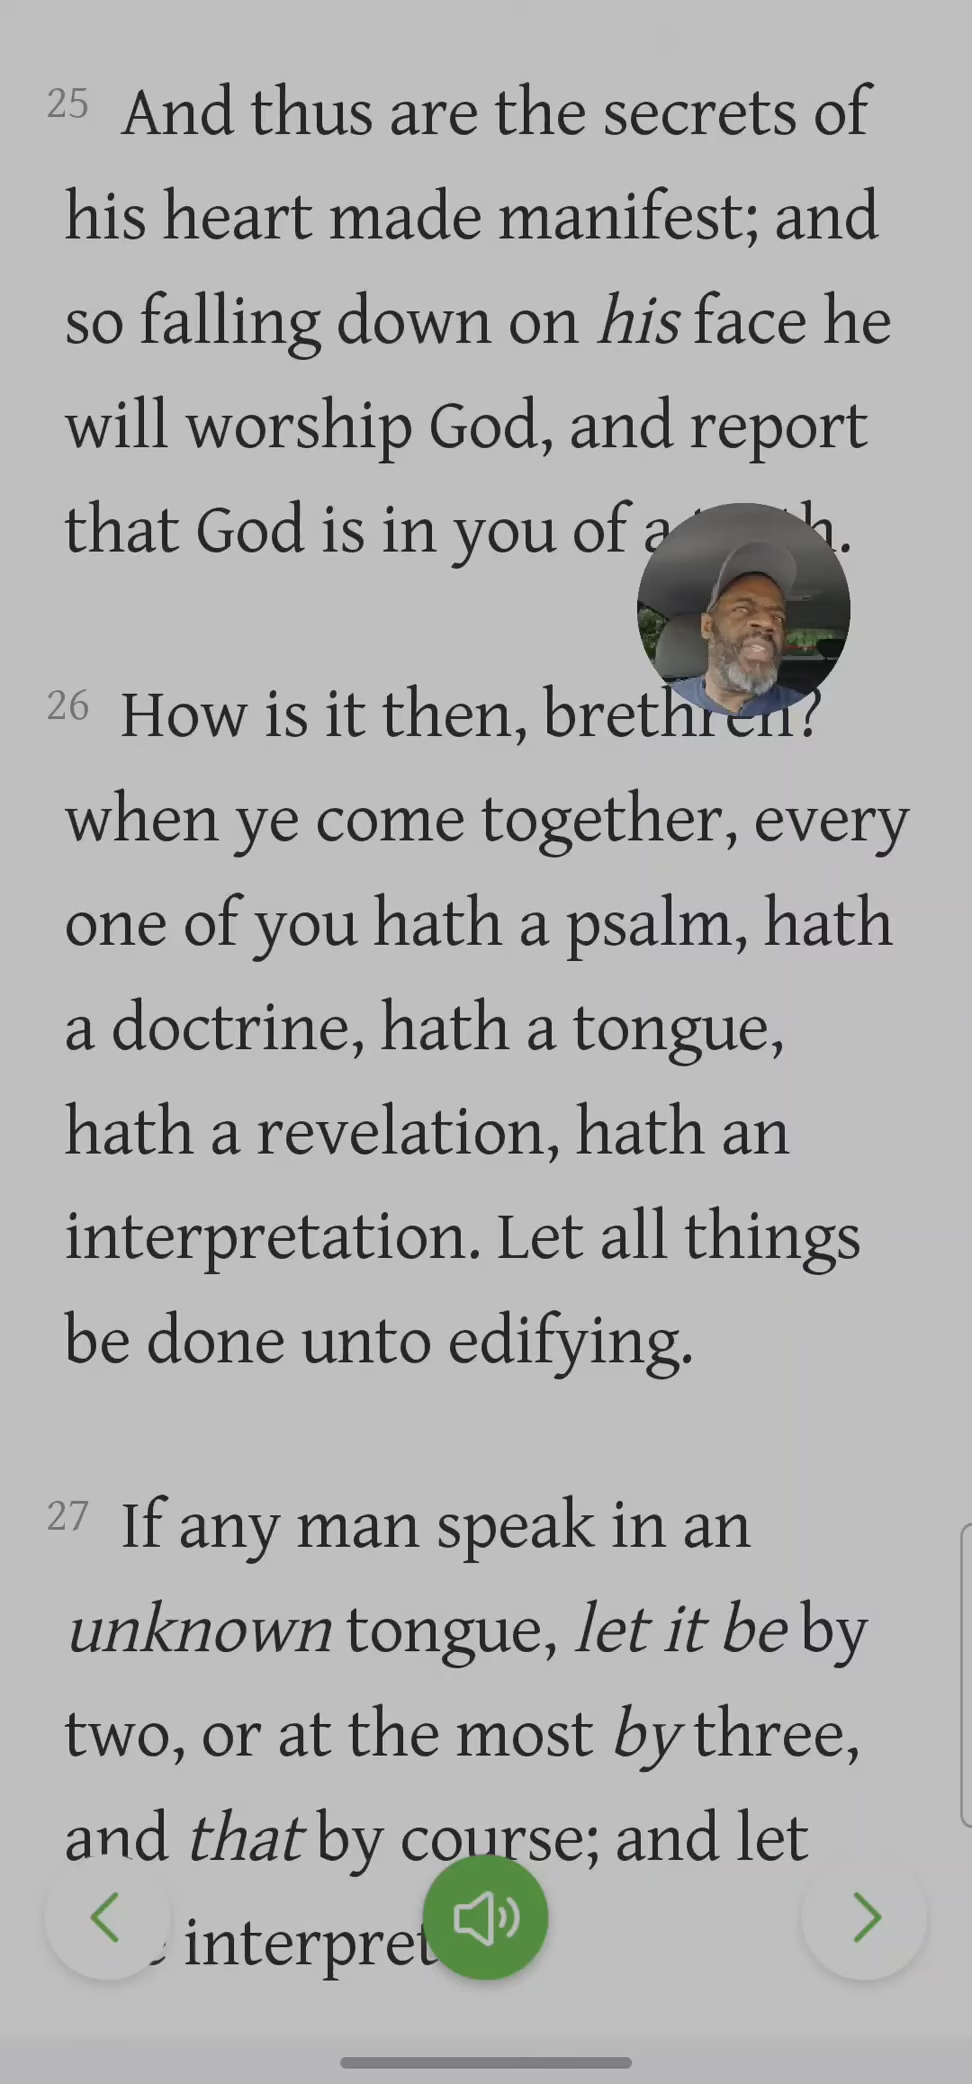 25 And thus are the secrets of
his heart made manifest; and
so falling down on his face he
will worship God, and report
that God is in you of a
26 How is it then, brethren?
when ye come together, every
one of you hath a psalm, hath
a doctrine, hath a tongue,
hath a revelation, hath an
interpretation. Let all things
be done unto edifying.
27 If any man speak in an
unknown tongue, let it be by
two, or at the most by three,
and that by course; and let
interpret